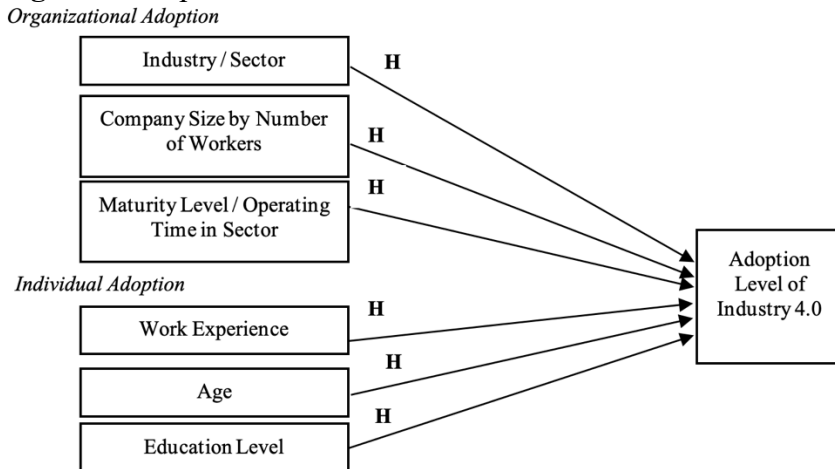 Organizational Adoption
Industry / Sector
H
Company Size by Number
of Workers
H
Maturity Level / Operating
Time in Sector
H
Adoption
Level of
Industry 4.0
Individual Adoption
Work Experience
H
Age
H
Education Level
H